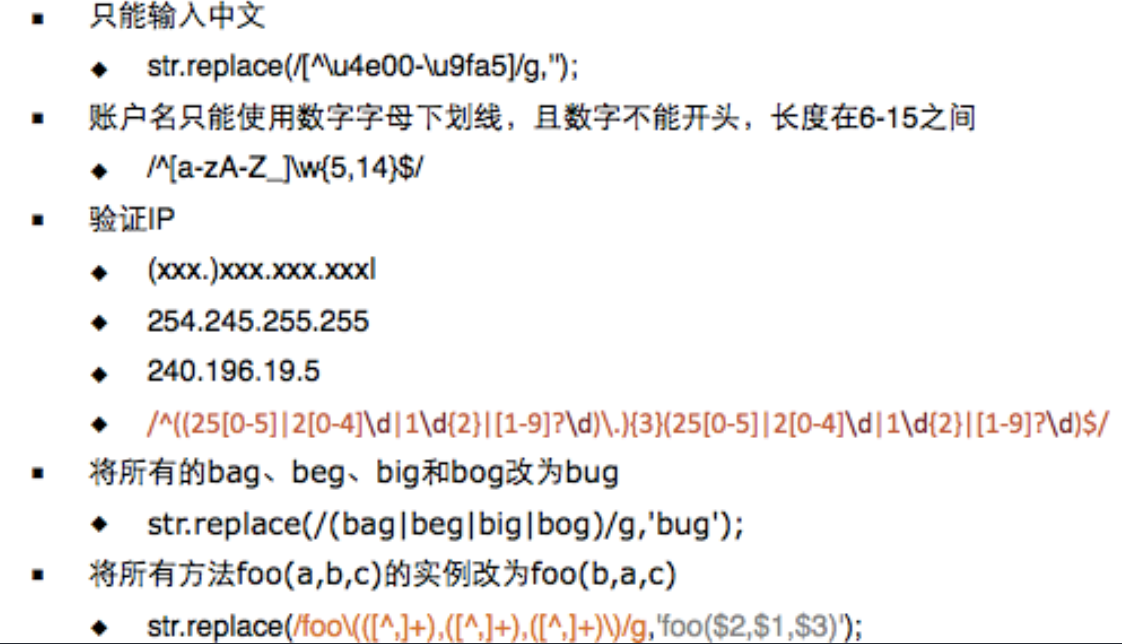 只能输入中文
str.replace(/[^\u4e00-\u9fa5]/g,'');
账户名只能使用数字字母下划线，且数字不能开头，长度在6-15之间
/^[a-zA-Z_]\w{5,14}$/
验证IP
(xxx.)xxx.xxx.xxxl
254.245.255.255
240.196.19.5
/^((25[0-5]|2[0-4]\d|1\d{2}|[1-9]?\d)\.){3}(25[0-5]|2[0-4]\d|1\d{2}|[1-9]?\d)$/
将所有的bag、beg、big和bog改为bug
str.replace(/(bag|beg|big|bog)/g,'bug');
将所有方法foo(a,b,c)的实例改为foo(b,a,c)
str.replace(/foo\(([^,]+),([^,]+),([^,]+)\)/g,'foo($2,$1,$3)');